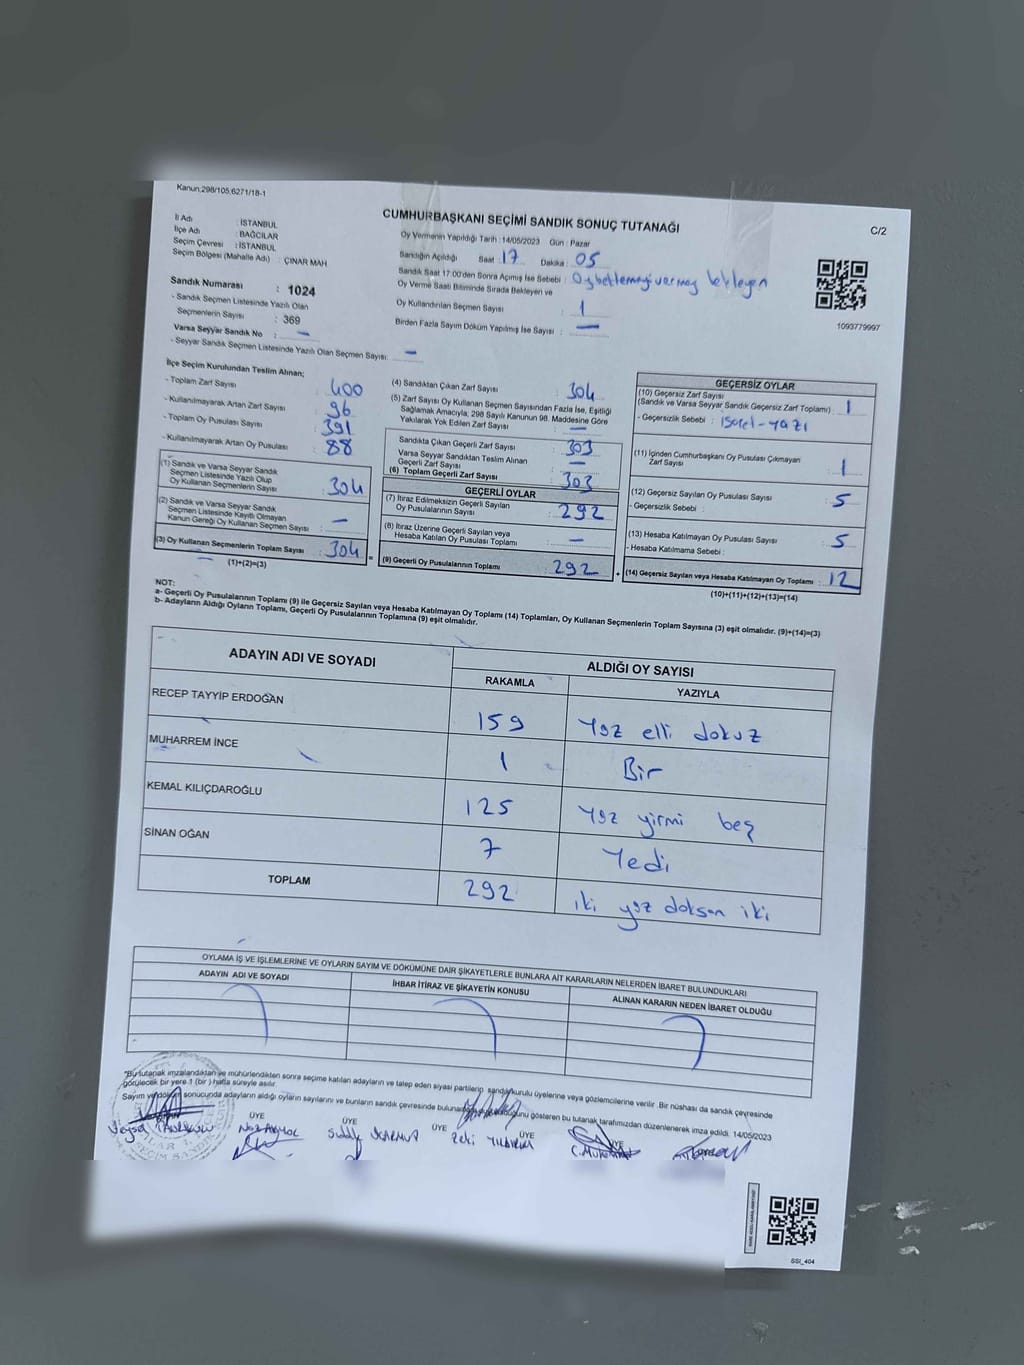 Kanun:298/105,6271/18-1
C/2
CUMHURBAŞKANI SEÇİMİ SANDIK SONUÇ TUTANAĞI
İl Adı : İSTANBUL
İlçe Adı : BAĞCILAR
Seçim Çevresi : İSTANBUL
Seçim Bölgesi (Mahalle Adı) : ÇINAR MAH
Oy Vermenin Yapıldığı Tarih : 14/05/2023 Gün : Pazar
Sandığın Açıldığı Saat : 17 Dakika : 05
Sandık Saat 17:00'den Sonra Açılmış İse Sebebi :
Oy Verme Saati Bitiminde Sırada Bekleyen ve
Oy Kullandırılan Seçmen Sayısı : 1
Birden Fazla Sayım Döküm Yapılmış İse Sayısı : —
1093779997
Sandık Numarası : 1024
- Sandık Seçmen Listesinde Yazılı Olan
Seçmenlerin Sayısı : 369
Varsa Seyyar Sandık No : —
- Seyyar Sandık Seçmen Listesinde Yazılı Olan Seçmen Sayısı: —
İlçe Seçim Kurulundan Teslim Alınan;
- Toplam Zarf Sayısı : 400
- Kullanılmayarak Artan Zarf Sayısı : 96
- Toplam Oy Pusulası Sayısı : 391
- Kullanılmayarak Artan Oy Pusulası : 88
(1) Sandık ve Varsa Seyyar Sandık
Seçmen Listesinde Yazılı Olup
Oy Kullanan Seçmenlerin Sayısı : 304
(2) Sandık ve Varsa Seyyar Sandık
Seçmen Listesinde Kayıtlı Olmayan
Kanun Gereği Oy Kullanan Seçmen Sayısı : —
(3) Oy Kullanan Seçmenlerin Toplam Sayısı : 304
(1)+(2)=(3)
(4) Sandıktan Çıkan Zarf Sayısı : 304
(5) Zarf Sayısı Oy Kullanan Seçmen Sayısından Fazla İse, Eşitliği
Sağlamak Amacıyla, 298 Sayılı Kanunun 98. Maddesine Göre
Yakılarak Yok Edilen Zarf Sayısı : —
Sandıkta Çıkan Geçerli Zarf Sayısı : 303
Varsa Seyyar Sandıktan Teslim Alınan
Geçerli Zarf Sayısı : —
(6) Toplam Geçerli Zarf Sayısı : 303
GEÇERLİ OYLAR
(7) İtiraz Edilmeksizin Geçerli Sayılan
Oy Pusulalarının Sayısı : 292
(8) İtiraz Üzerine Geçerli Sayılan veya
Hesaba Katılan Oy Pusulası Toplamı : —
= (9) Geçerli Oy Pusulalarının Toplamı : 292
GEÇERSİZ OYLAR
(10) Geçersiz Zarf Sayısı
(Sandık ve Varsa Seyyar Sandık Geçersiz Zarf Toplamı) : 1
- Geçersizlik Sebebi :
(11) İçinden Cumhurbaşkanı Oy Pusulası Çıkmayan
Zarf Sayısı : 1
(12) Geçersiz Sayılan Oy Pusulası Sayısı : 5
- Geçersizlik Sebebi :
(13) Hesaba Katılmayan Oy Pusulası Sayısı : 5
- Hesaba Katılmama Sebebi :
+ (14) Geçersiz Sayılan veya Hesaba Katılmayan Oy Toplamı : 12
(10)+(11)+(12)+(13)=(14)
NOT:
a- Geçerli Oy Pusulalarının Toplamı (9) ile Geçersiz Sayılan veya Hesaba Katılmayan Oy Toplamı (14) Toplamları, Oy Kullanan Seçmenlerin Toplam Sayısına (3) eşit olmalıdır. (9)+(14)=(3)
b- Adayların Aldığı Oyların Toplamı, Geçerli Oy Pusulalarının Toplamına (9) eşit olmalıdır.
ADAYIN ADI VE SOYADI
ALDIĞI OY SAYISI
RAKAMLA YAZIYLA
RECEP TAYYİP ERDOĞAN 159 Yüz elli dokuz
MUHARREM İNCE 1 Bir
KEMAL KILIÇDAROĞLU 125 Yüz yirmi beş
SİNAN OĞAN 7 Yedi
TOPLAM 292 iki yüz doksan iki
OYLAMA İŞ VE İŞLEMLERİNE VE OYLARIN SAYIM VE DÖKÜMÜNE DAİR ŞİKAYETLERLE BUNLARA AİT KARARLARIN NELERDEN İBARET BULUNDUKLARI
ADAYIN ADI VE SOYADI İHBAR İTİRAZ VE ŞİKAYETİN KONUSU ALINAN KARARIN NEDEN İBARET OLDUĞU
*Bu tutanak imzalandıktan ve mühürlendikten sonra seçime katılan adayların ve talep eden siyasi partilerin sandık kurulu üyelerine veya gözlemcilerine verilir. Bir nüshası da sandık çevresinde
görülecek bir yere 1 (bir) hafta süreyle asılır.
Sayım ve döküm sonucunda adayların aldığı oyların sayılarını ve bunların sandık çevresinde bulunan olduğunu gösteren bu tutanak tarafımızdan düzenlenerek imza edildi. 14/05/2023
ÜYE ÜYE ÜYE ÜYE ÜYE
Zeki YILDIRIM
SSİ_404